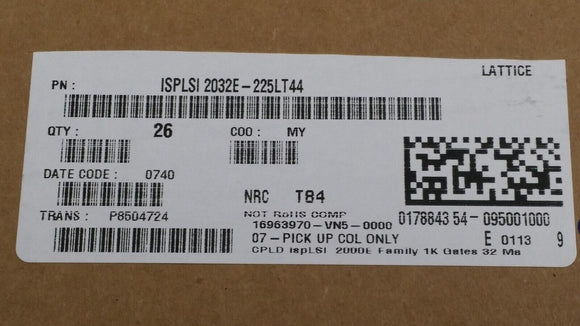 LATTICE
PN : ISPLSI 2032E-225LT44
QTY : 26 COO : MY
DATE CODE : 0740
NRC T84
TRANS : P8504724
NOT RoHS COMP
16963970-VN5-0000
0178843 54-095001000
07 - PICK UP COL ONLY
E 0113 9
CPLD ispLSI 2000E Family 1K Gates 32 Ma